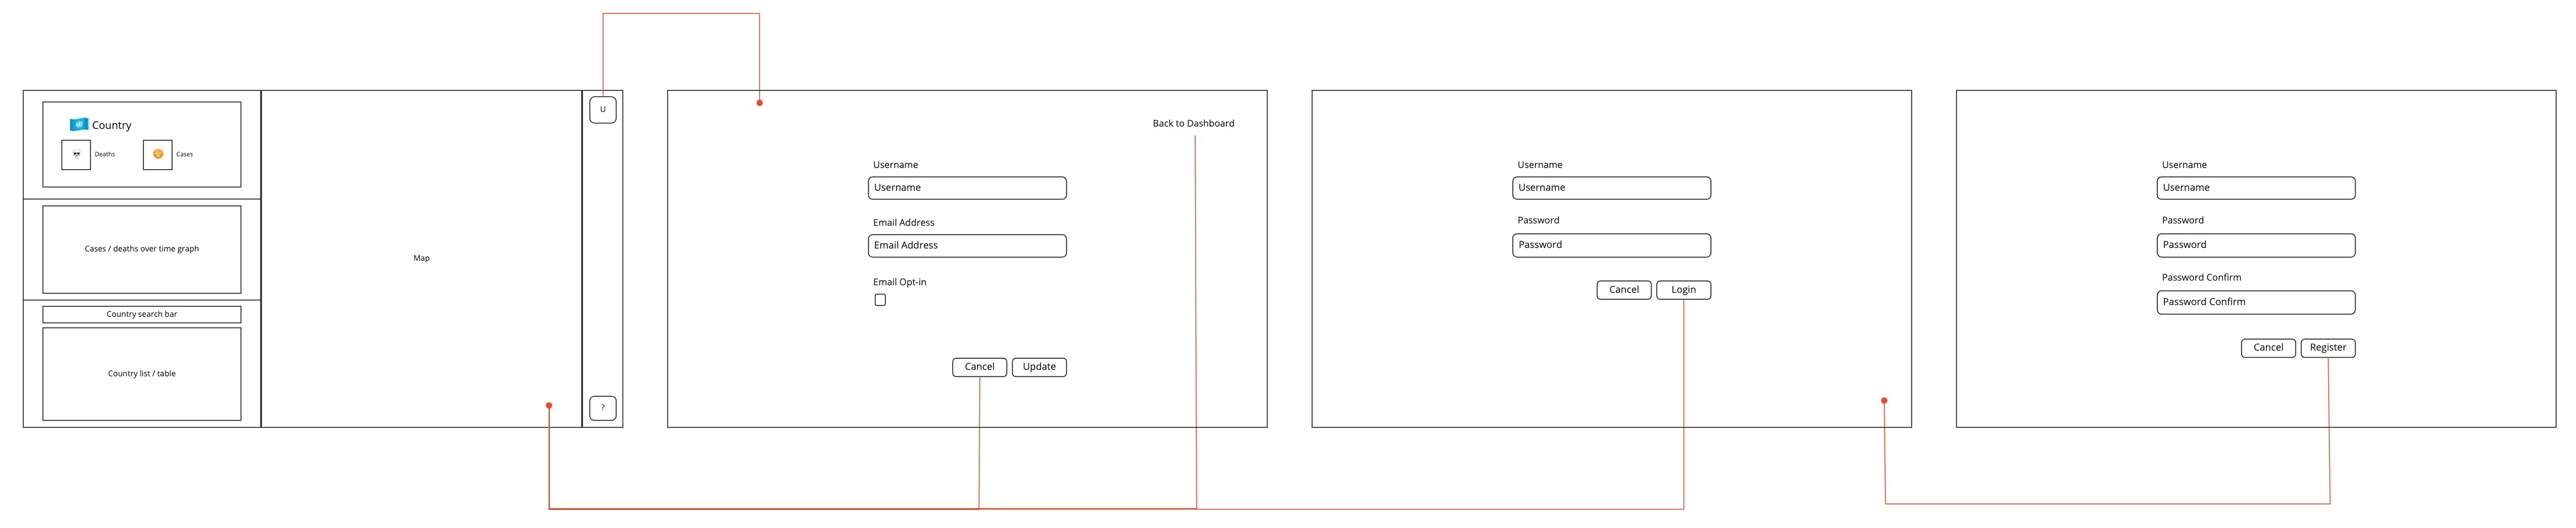 Country
Deaths
Cases
Cases / deaths over time graph
Country search bar
Country list / table
Map
U
?
Back to Dashboard
Username
Username
Email Address
Email Address
Email Opt-in
Cancel
Update
Username
Username
Password
Password
Cancel
Login
Username
Username
Password
Password
Password Confirm
Password Confirm
Cancel
Register